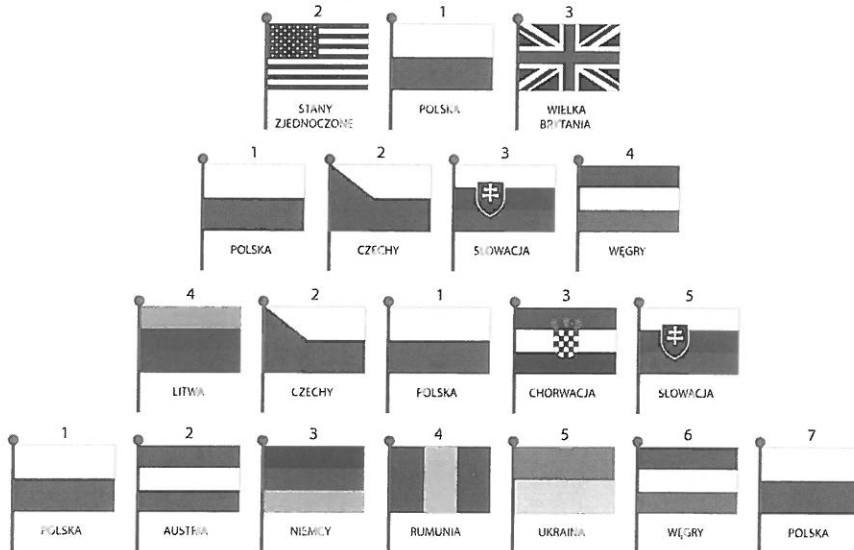 2 1 3
STANY
ZJEDNOCZONE
POLSKA
WIELKA
BRYTANIA
1 2 3 4
POLSKA CZECHY SŁOWACJA WĘGRY
4 2 1 3 5
LITWA CZECHY POLSKA CHORWACJA SŁOWACJA
1 2 3 4 5 6 7
POLSKA AUSTRIA NIEMCY RUMUNIA UKRAINA WĘGRY POLSKA